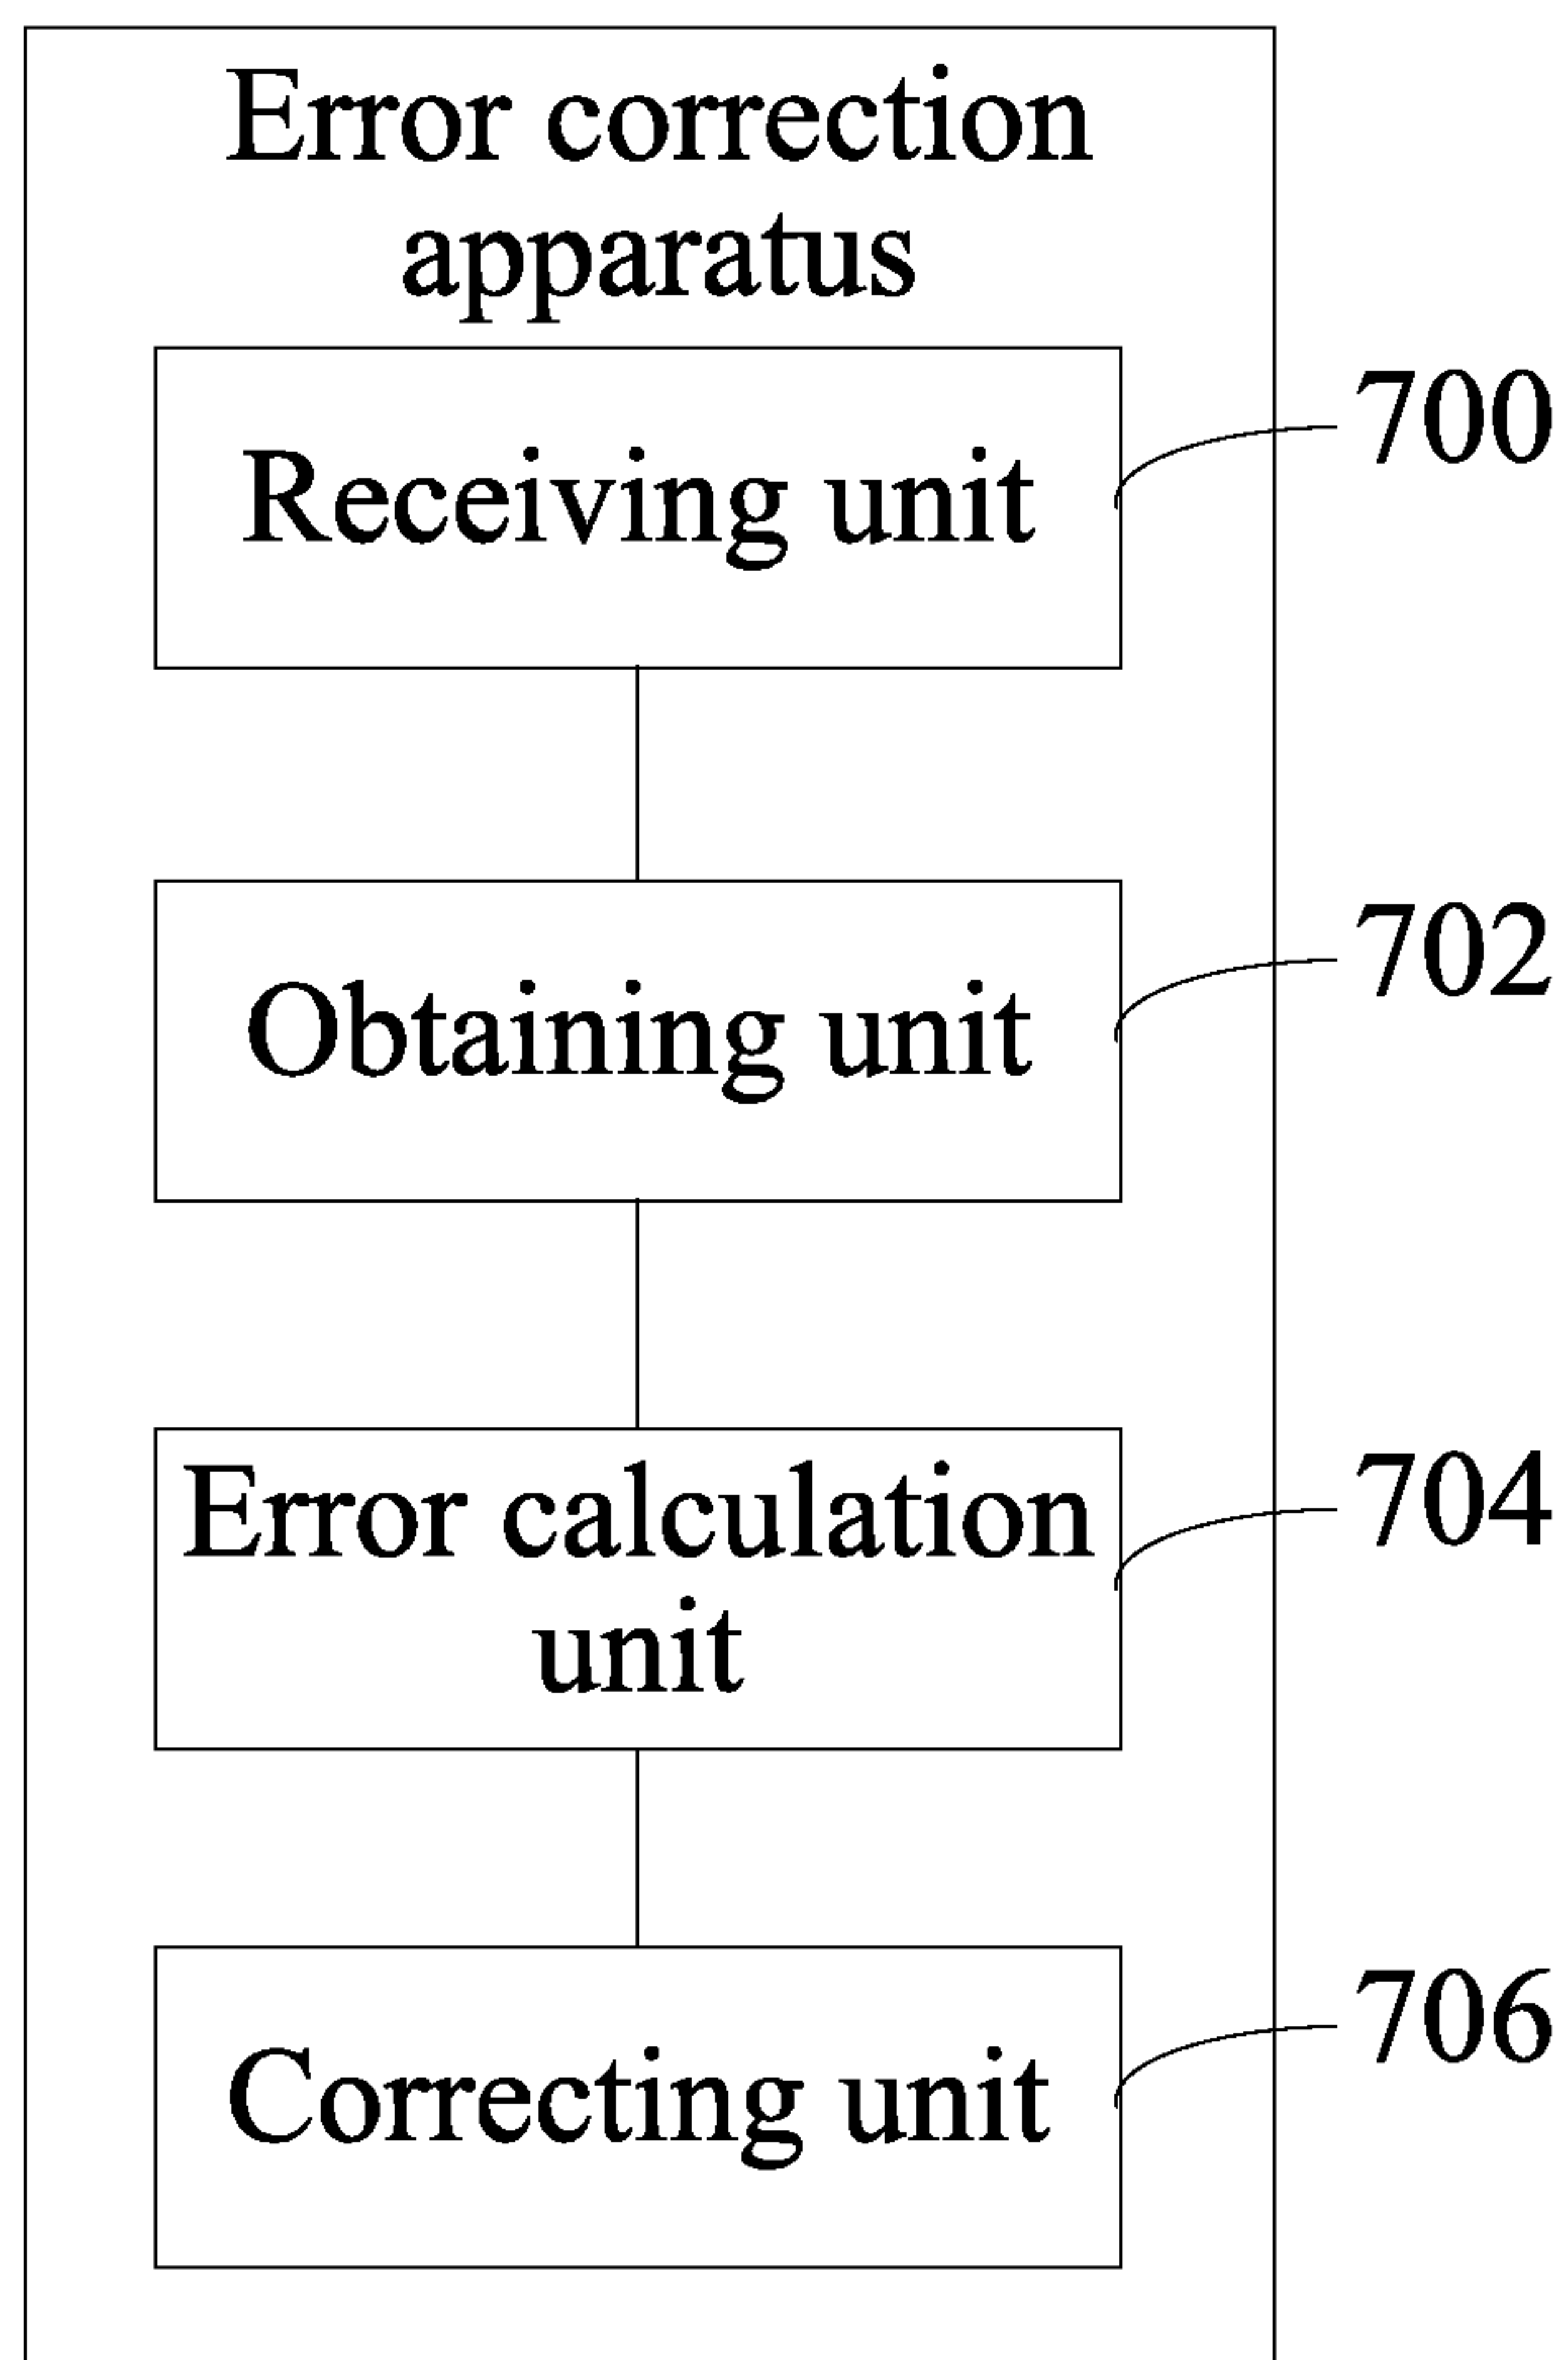 Error correction
apparatus
Receiving unit
700
Obtaining unit
702
Error calculation
unit
704
Correcting unit
706